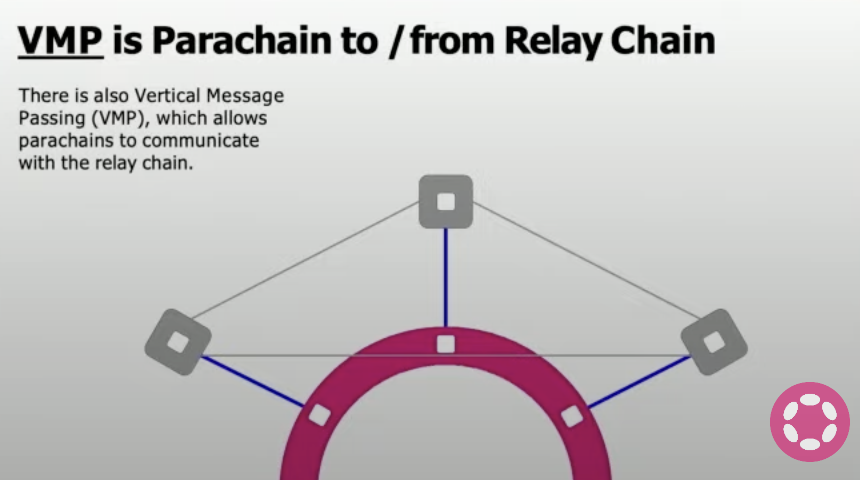 VMP is Parachain to / from Relay Chain
There is also Vertical Message
Passing (VMP), which allows
parachains to communicate
with the relay chain.